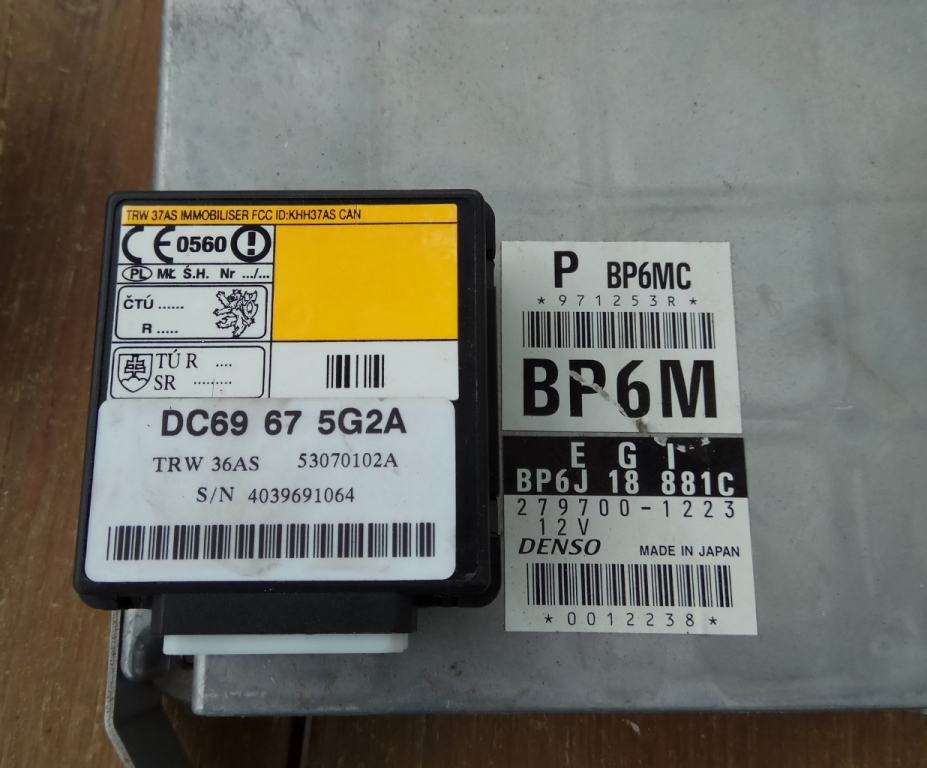 TRW 37AS IMMOBILISER FCC ID:KHH37AS CAN
CE 0560 !
PL MŁ Ś.H. Nr .../...
ČTÚ ......
R .....
TÚ R ....
SR .........
DC69 67 5G2A
TRW 36AS 53070102A
S/N 4039691064
P BP6MC
*971253R*
BP6M
E G I
BP6J 18 881C
279700-1223
12V
DENSO MADE IN JAPAN
*0012238*